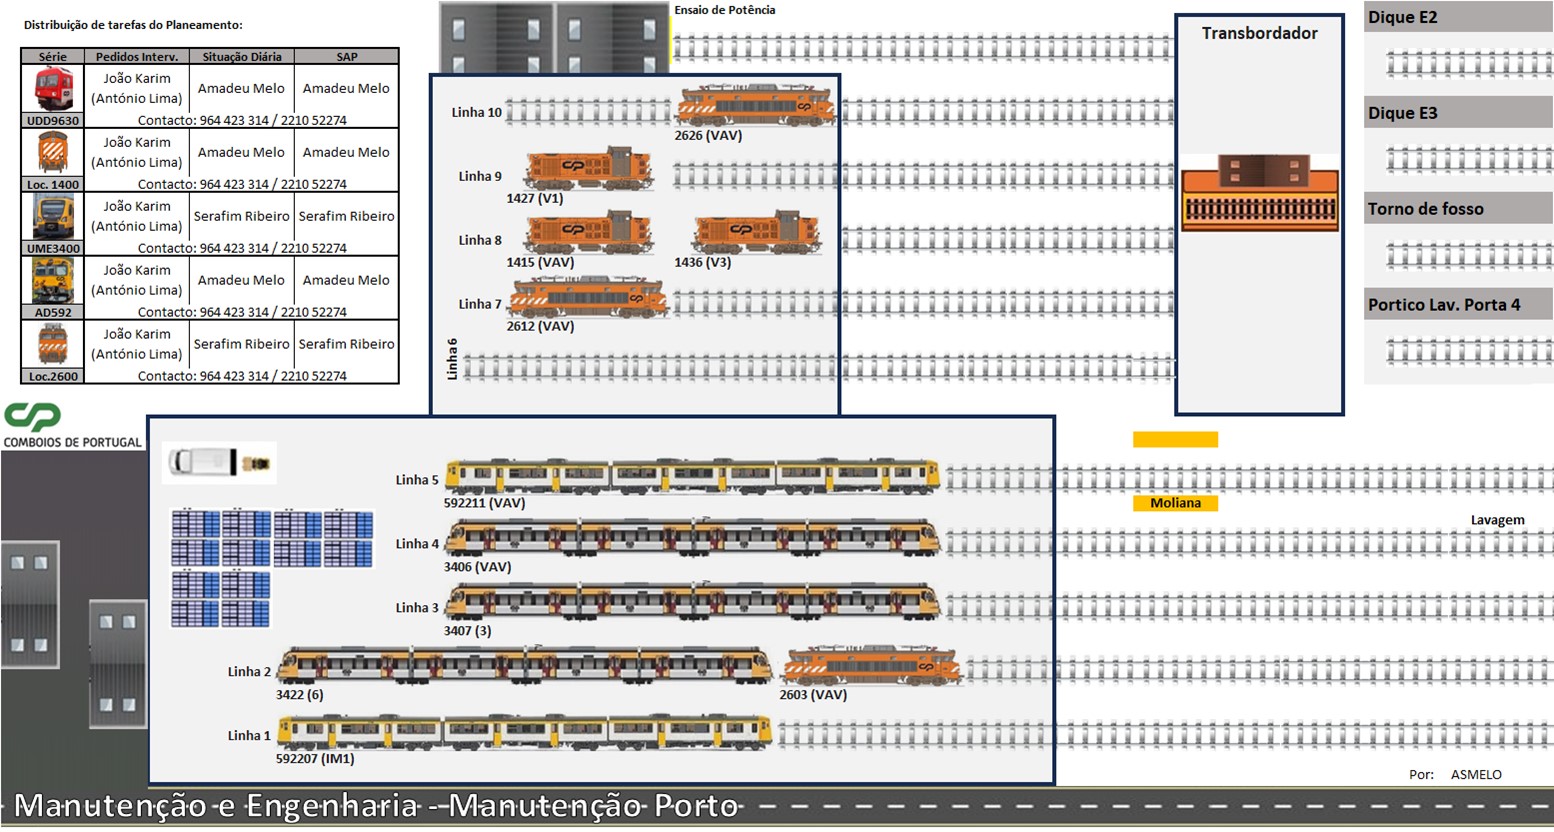 Distribuição de tarefas do Planeamento:
Série Pedidos Interv. Situação Diária SAP
João Karim
(António Lima) Amadeu Melo Amadeu Melo
UDD9630 Contacto: 964 423 314 / 2210 52274
João Karim
(António Lima) Amadeu Melo Amadeu Melo
Loc. 1400 Contacto: 964 423 314 / 2210 52274
João Karim
(António Lima) Serafim Ribeiro Serafim Ribeiro
UME3400 Contacto: 964 423 314 / 2210 52274
João Karim
(António Lima) Amadeu Melo Amadeu Melo
AD592 Contacto: 964 423 314 / 2210 52274
João Karim
(António Lima) Serafim Ribeiro Serafim Ribeiro
Loc.2600 Contacto: 964 423 314 / 2210 52274
CP
COMBOIOS DE PORTUGAL
Ensaio de Potência
Linha 10
2626 (VAV)
Linha 9
1427 (V1)
Linha 8
1415 (VAV) 1436 (V3)
Linha 7
2612 (VAV)
Linha 6
Transbordador
Dique E2
Dique E3
Torno de fosso
Portico Lav. Porta 4
Linha 5
592211 (VAV)
Moliana
Lavagem
Linha 4
3406 (VAV)
Linha 3
3407 (3)
Linha 2
3422 (6) 2603 (VAV)
Linha 1
592207 (IM1)
Por: ASMELO
Manutenção e Engenharia - Manutenção Porto